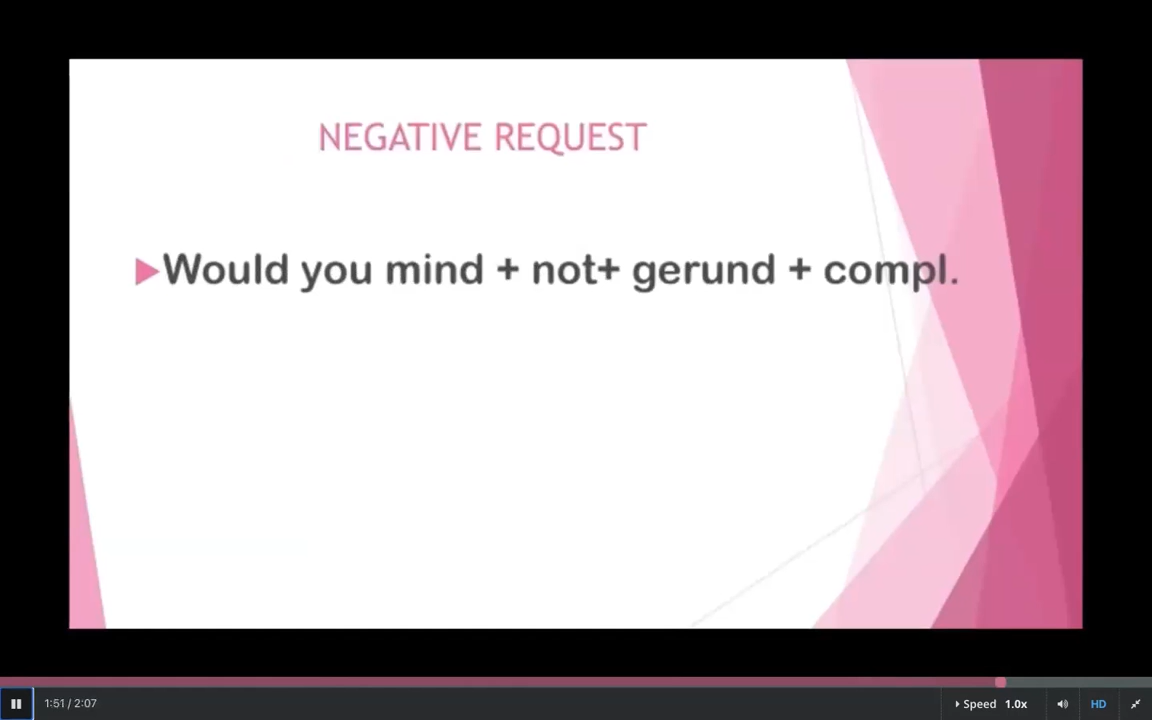 NEGATIVE REQUEST
Would you mind + not+ gerund + compl.
1:51 / 2:07
Speed 1.0x
HD